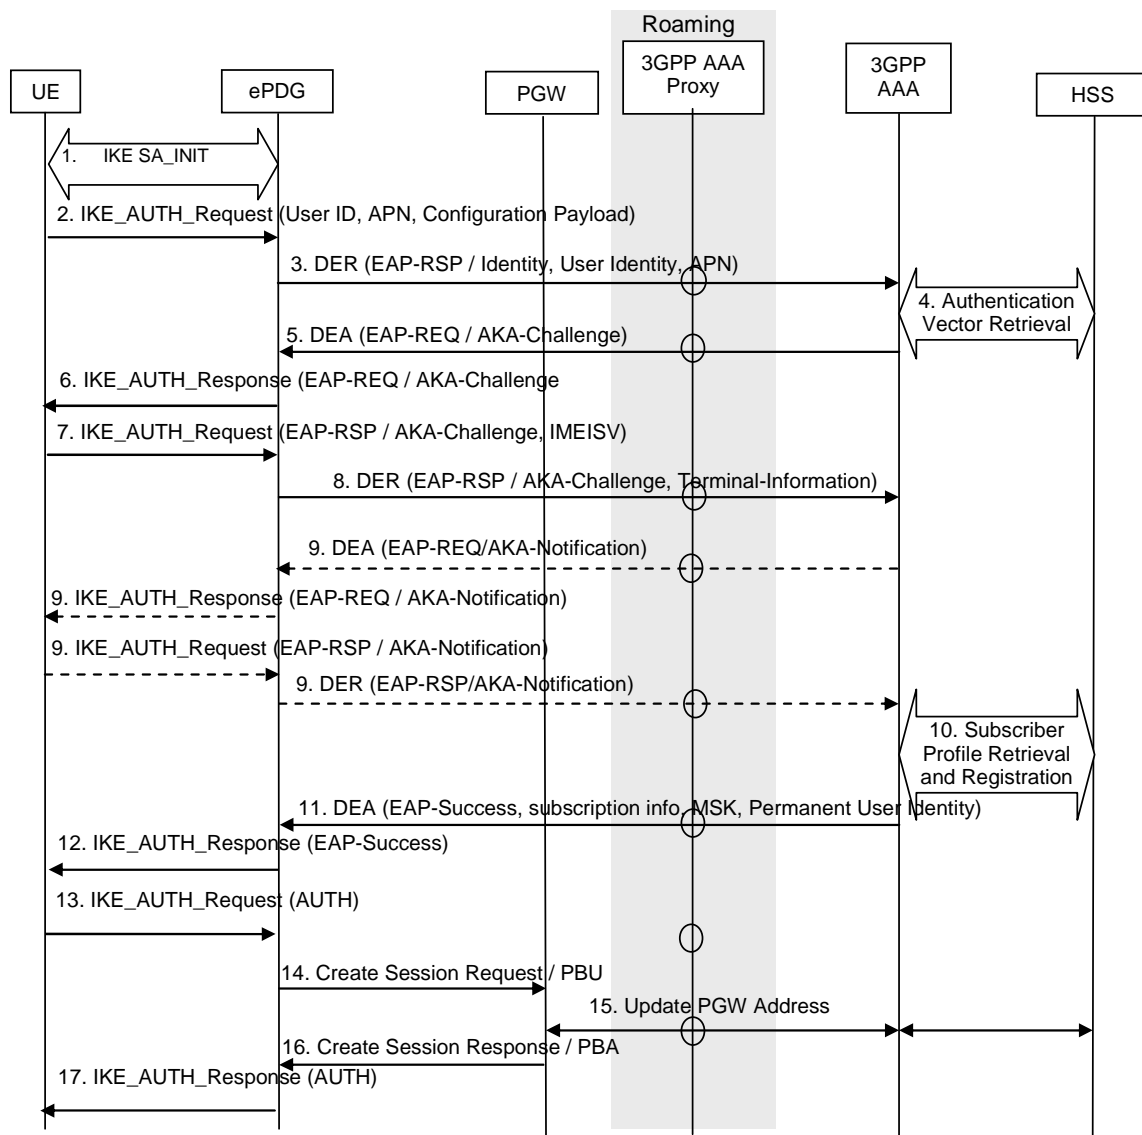 Roaming
UE
ePDG
PGW
3GPP AAA
Proxy
3GPP
AAA
HSS
1. IKE SA_INIT
2. IKE_AUTH_Request (User ID, APN, Configuration Payload)
3. DER (EAP-RSP / Identity, User Identity, APN)
4. Authentication
Vector Retrieval
5. DEA (EAP-REQ / AKA-Challenge)
6. IKE_AUTH_Response (EAP-REQ / AKA-Challenge
7. IKE_AUTH_Request (EAP-RSP / AKA-Challenge, IMEISV)
8. DER (EAP-RSP / AKA-Challenge, Terminal-Information)
9. DEA (EAP-REQ/AKA-Notification)
9. IKE_AUTH_Response (EAP-REQ / AKA-Notification)
9. IKE_AUTH_Request (EAP-RSP / AKA-Notification)
9. DER (EAP-RSP/AKA-Notification)
10. Subscriber
Profile Retrieval
and Registration
11. DEA (EAP-Success, subscription info, MSK, Permanent User Identity)
12. IKE_AUTH_Response (EAP-Success)
13. IKE_AUTH_Request (AUTH)
14. Create Session Request / PBU
15. Update PGW Address
16. Create Session Response / PBA
17. IKE_AUTH_Response (AUTH)